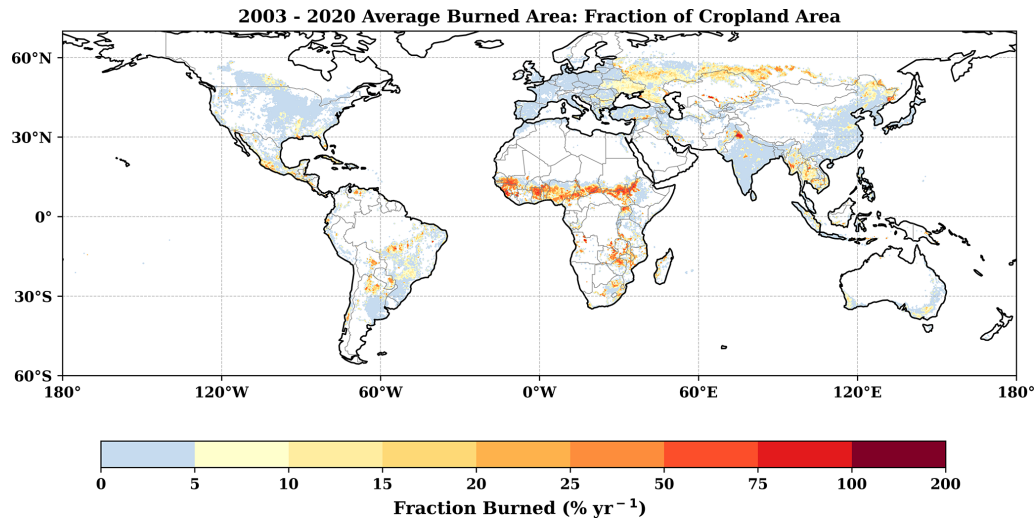 2003 - 2020 Average Burned Area: Fraction of Cropland Area
60°N
30°N
0°
30°S
60°S
180° 120°W 60°W 0°W 60°E 120°E 180°
0 5 10 15 20 25 50 75 100 200
Fraction Burned (% yr⁻¹)